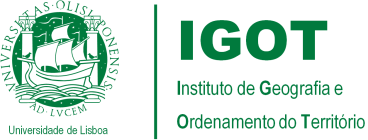 UNIVERSITAS·OLISIPONENSIS
AD·LVCEM
Universidade de Lisboa
IGOT
Instituto de Geografia e
Ordenamento do Território